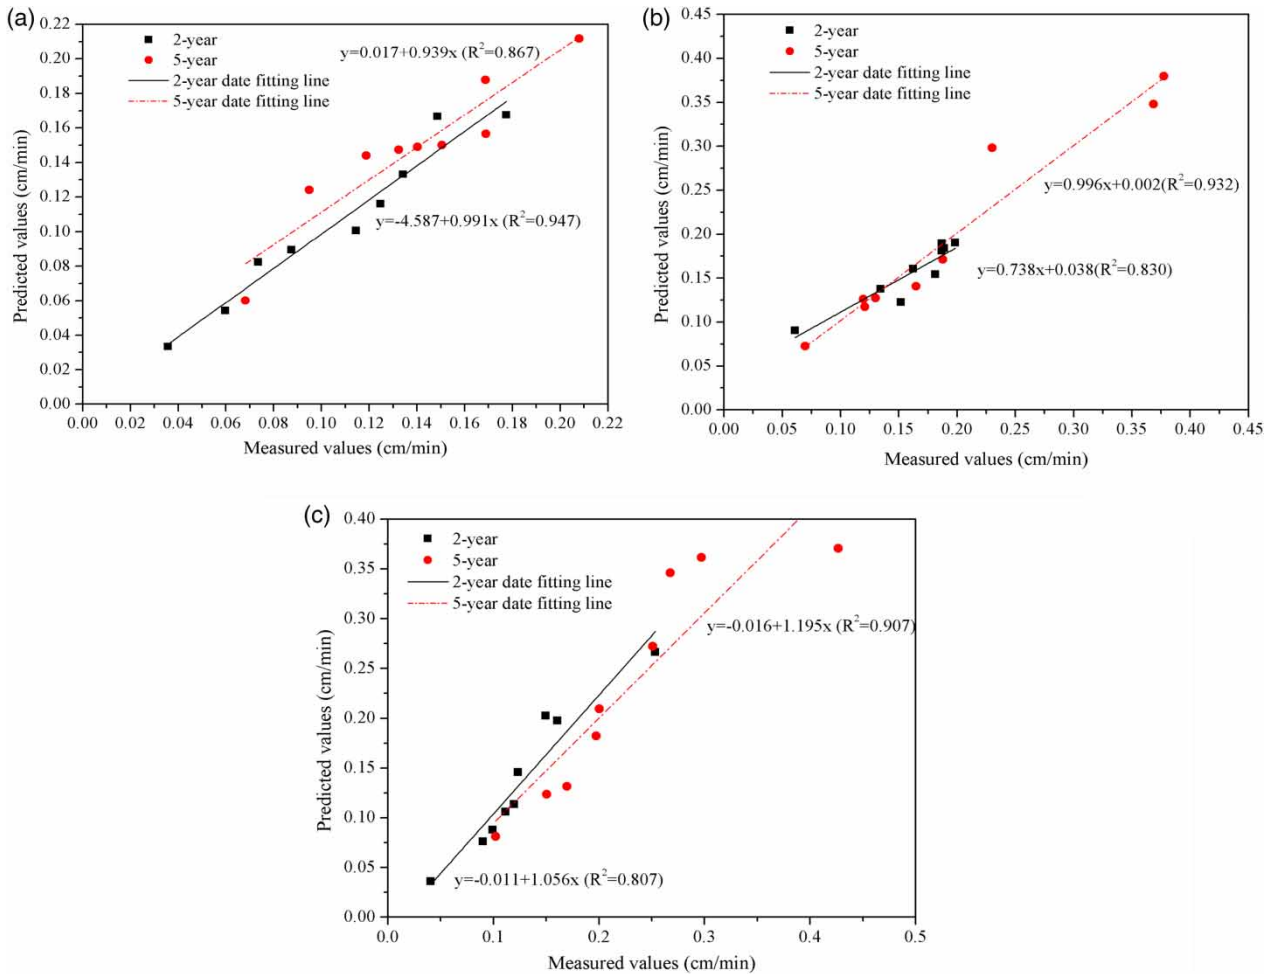 (a)
2-year
5-year
2-year date fitting line
5-year date fitting line
y=0.017+0.939x (R²=0.867)
y=-4.587+0.991x (R²=0.947)
Predicted values (cm/min)
0.22
0.20
0.18
0.16
0.14
0.12
0.10
0.08
0.06
0.04
0.02
0.00
0.00 0.02 0.04 0.06 0.08 0.10 0.12 0.14 0.16 0.18 0.20 0.22
Measured values (cm/min)
(b)
2-year
5-year
2-year date fitting line
5-year date fitting line
y=0.996x+0.002(R²=0.932)
y=0.738x+0.038(R²=0.830)
Predicted values (cm/min)
0.45
0.40
0.35
0.30
0.25
0.20
0.15
0.10
0.05
0.00
0.00 0.05 0.10 0.15 0.20 0.25 0.30 0.35 0.40 0.45
Measured values (cm/min)
(c)
2-year
5-year
2-year date fitting line
5-year date fitting line
y=-0.016+1.195x (R²=0.907)
y=-0.011+1.056x (R²=0.807)
Predicted values (cm/min)
0.40
0.35
0.30
0.25
0.20
0.15
0.10
0.05
0.00
0.0 0.1 0.2 0.3 0.4 0.5
Measured values (cm/min)